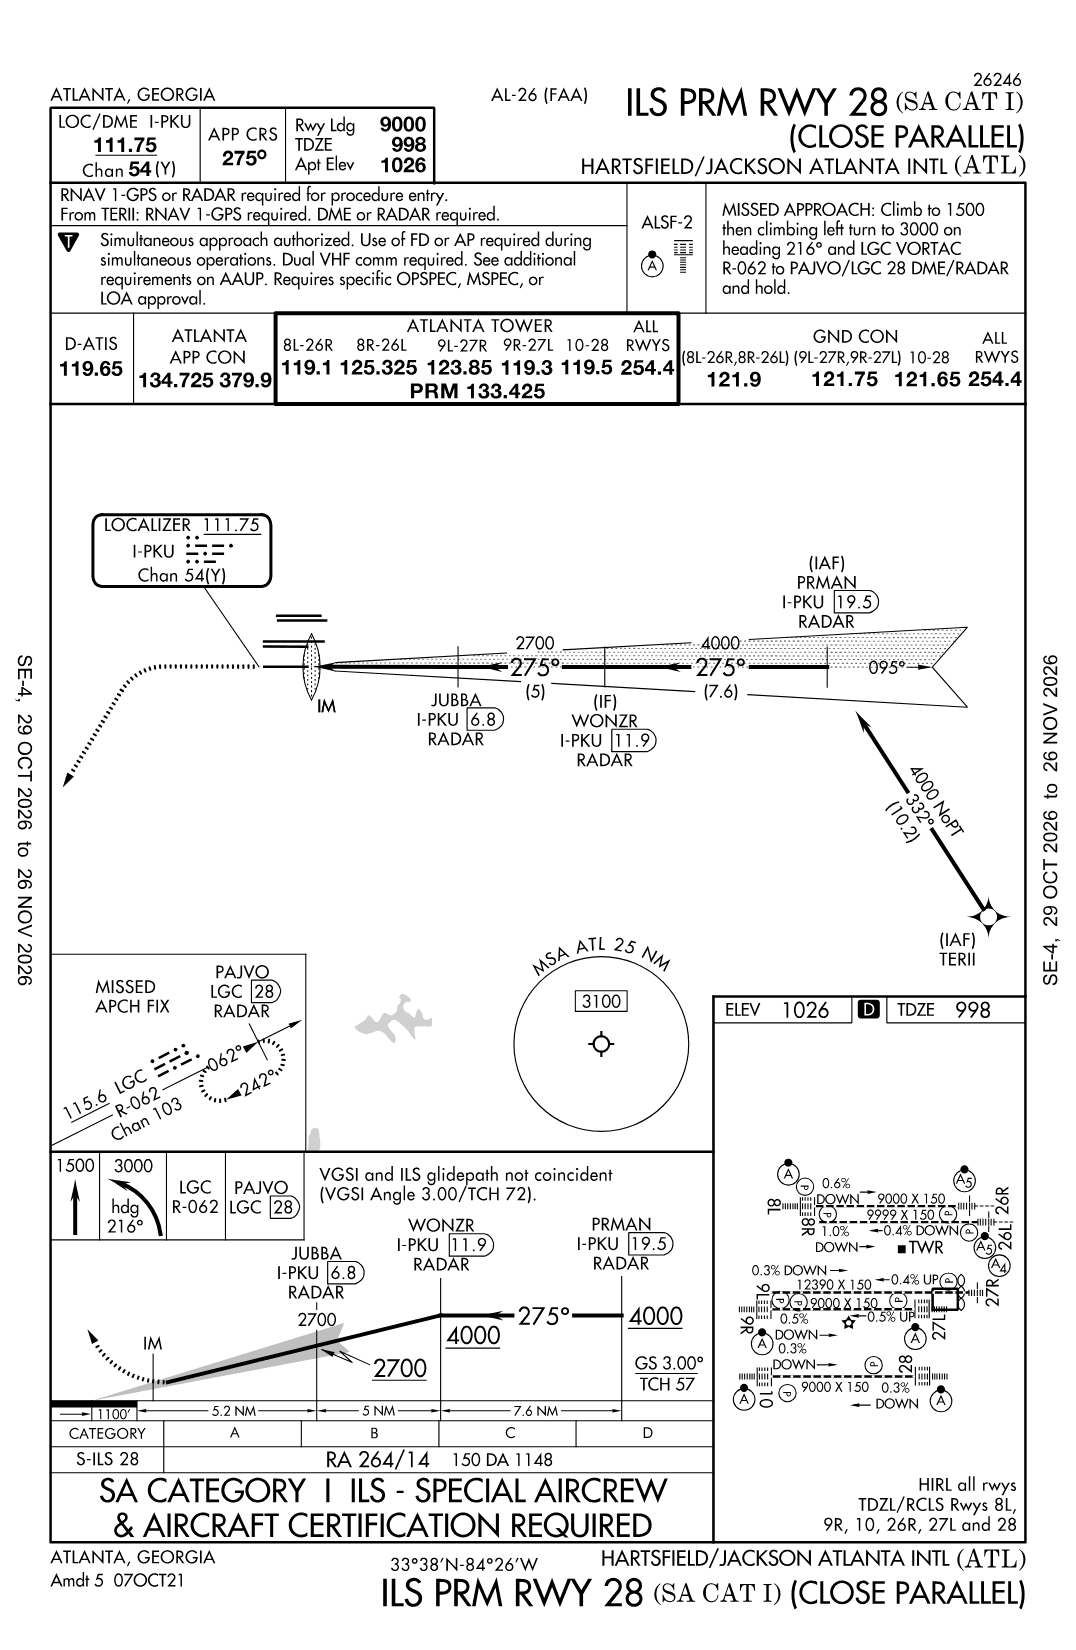 26246
ATLANTA, GEORGIA
AL-26 (FAA)
ILS PRM RWY 28 (SA CAT I)
(CLOSE PARALLEL)
HARTSFIELD/JACKSON ATLANTA INTL (ATL)
LOC/DME I-PKU
111.75
Chan 54 (Y)
APP CRS
275°
Rwy Ldg 9000
TDZE 998
Apt Elev 1026
RNAV 1-GPS or RADAR required for procedure entry.
From TERII: RNAV 1-GPS required. DME or RADAR required.
T
Simultaneous approach authorized. Use of FD or AP required during
simultaneous operations. Dual VHF comm required. See additional
requirements on AAUP. Requires specific OPSPEC, MSPEC, or
LOA approval.
ALSF-2
A
MISSED APPROACH: Climb to 1500
then climbing left turn to 3000 on
heading 216° and LGC VORTAC
R-062 to PAJVO/LGC 28 DME/RADAR
and hold.
D-ATIS
119.65
ATLANTA
APP CON
134.725 379.9
ATLANTA TOWER
8L-26R 8R-26L 9L-27R 9R-27L 10-28 ALL RWYS
119.1 125.325 123.85 119.3 119.5 254.4
PRM 133.425
GND CON
(8L-26R,8R-26L) (9L-27R,9R-27L) 10-28 ALL RWYS
121.9 121.75 121.65 254.4
LOCALIZER 111.75
I-PKU
Chan 54(Y)
(IAF)
PRMAN
I-PKU 19.5
RADAR
2700
275°
(5)
4000
275°
(7.6)
095°
IM
JUBBA
I-PKU 6.8
RADAR
(IF)
WONZR
I-PKU 11.9
RADAR
4000 NoPT
332°
(10.2)
(IAF)
TERII
SE-4, 29 OCT 2026 to 26 NOV 2026
SE-4, 29 OCT 2026 to 26 NOV 2026
MISSED
APCH FIX
PAJVO
LGC 28
RADAR
062°
242°
115.6 LGC
R-062
Chan 103
MSA ATL 25 NM
3100
ELEV 1026
D
TDZE 998
A
P
0.6%
DOWN
9000 X 150
A5
8L
26R
P
9999 X 150
P
8R
1.0%
DOWN
0.4% DOWN
P
26L
TWR
A5
A4
0.3% DOWN
12390 X 150
0.4% UP
P
9L
27R
P
P
9000 X 150
P
9R
0.5%
DOWN
0.5% UP
27L
A
A
0.3%
DOWN
P
28
10
A
P
9000 X 150
0.3%
DOWN
A
HIRL all rwys
TDZL/RCLS Rwys 8L,
9R, 10, 26R, 27L and 28
1500
3000
hdg
216°
LGC
R-062
PAJVO
LGC 28
VGSI and ILS glidepath not coincident
(VGSI Angle 3.00/TCH 72).
JUBBA
I-PKU 6.8
RADAR
WONZR
I-PKU 11.9
RADAR
PRMAN
I-PKU 19.5
RADAR
2700
IM
275°
4000
4000
2700
GS 3.00°
TCH 57
1100'
5.2 NM
5 NM
7.6 NM
CATEGORY A B C D
S-ILS 28 RA 264/14 150 DA 1148
SA CATEGORY I ILS - SPECIAL AIRCREW
& AIRCRAFT CERTIFICATION REQUIRED
ATLANTA, GEORGIA
Amdt 5 07OCT21
33°38'N-84°26'W
HARTSFIELD/JACKSON ATLANTA INTL (ATL)
ILS PRM RWY 28 (SA CAT I) (CLOSE PARALLEL)